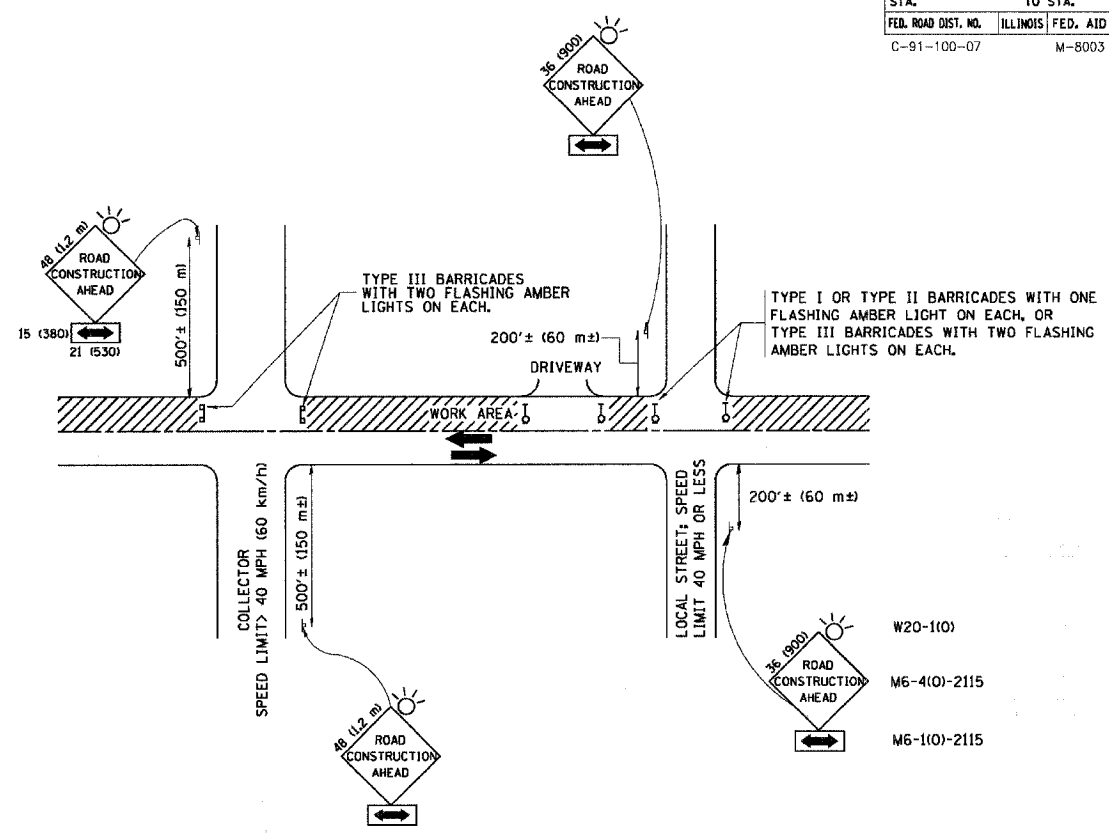 STA. TO STA.
FED. ROAD DIST. NO. ILLINOIS FED. AID
C-91-100-07 M-8003
36 (900)
ROAD
CONSTRUCTION
AHEAD
48 (1.2 m)
ROAD
CONSTRUCTION
AHEAD
15 (380)
21 (530)
500'± (150 m)
TYPE III BARRICADES
WITH TWO FLASHING AMBER
LIGHTS ON EACH.
200'± (60 m±)
DRIVEWAY
TYPE I OR TYPE II BARRICADES WITH ONE
FLASHING AMBER LIGHT ON EACH, OR
TYPE III BARRICADES WITH TWO FLASHING
AMBER LIGHTS ON EACH.
WORK AREA
COLLECTOR
SPEED LIMIT> 40 MPH (60 km/h)
500'± (150 m±)
LOCAL STREET; SPEED
LIMIT 40 MPH OR LESS
200'± (60 m±)
36 (900)
ROAD
CONSTRUCTION
AHEAD
W20-1(O)
M6-4(O)-2115
M6-1(O)-2115
48 (1.2 m)
ROAD
CONSTRUCTION
AHEAD